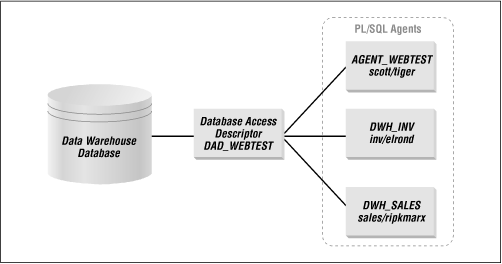 PL/SQL Agents
AGENT_WEBTEST
scott/tiger
Data Warehouse
Database
Database Access
Descriptor
DAD_WEBTEST
DWH_INV
inv/elrond
DWH_SALES
sales/ripkmarx